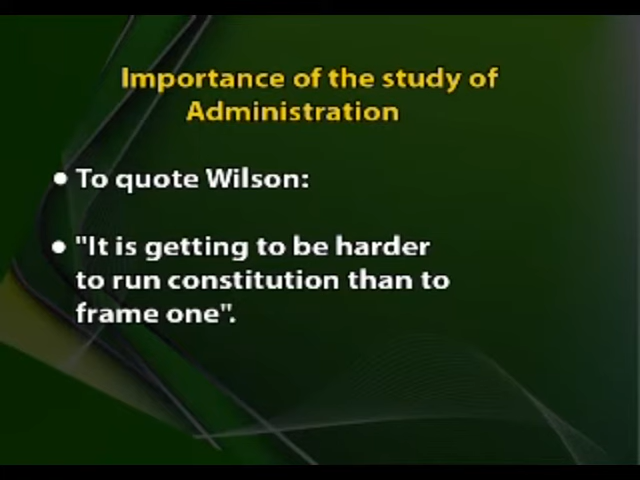 Importance of the study of
Administration
• To quote Wilson:
• "It is getting to be harder
to run constitution than to
frame one".